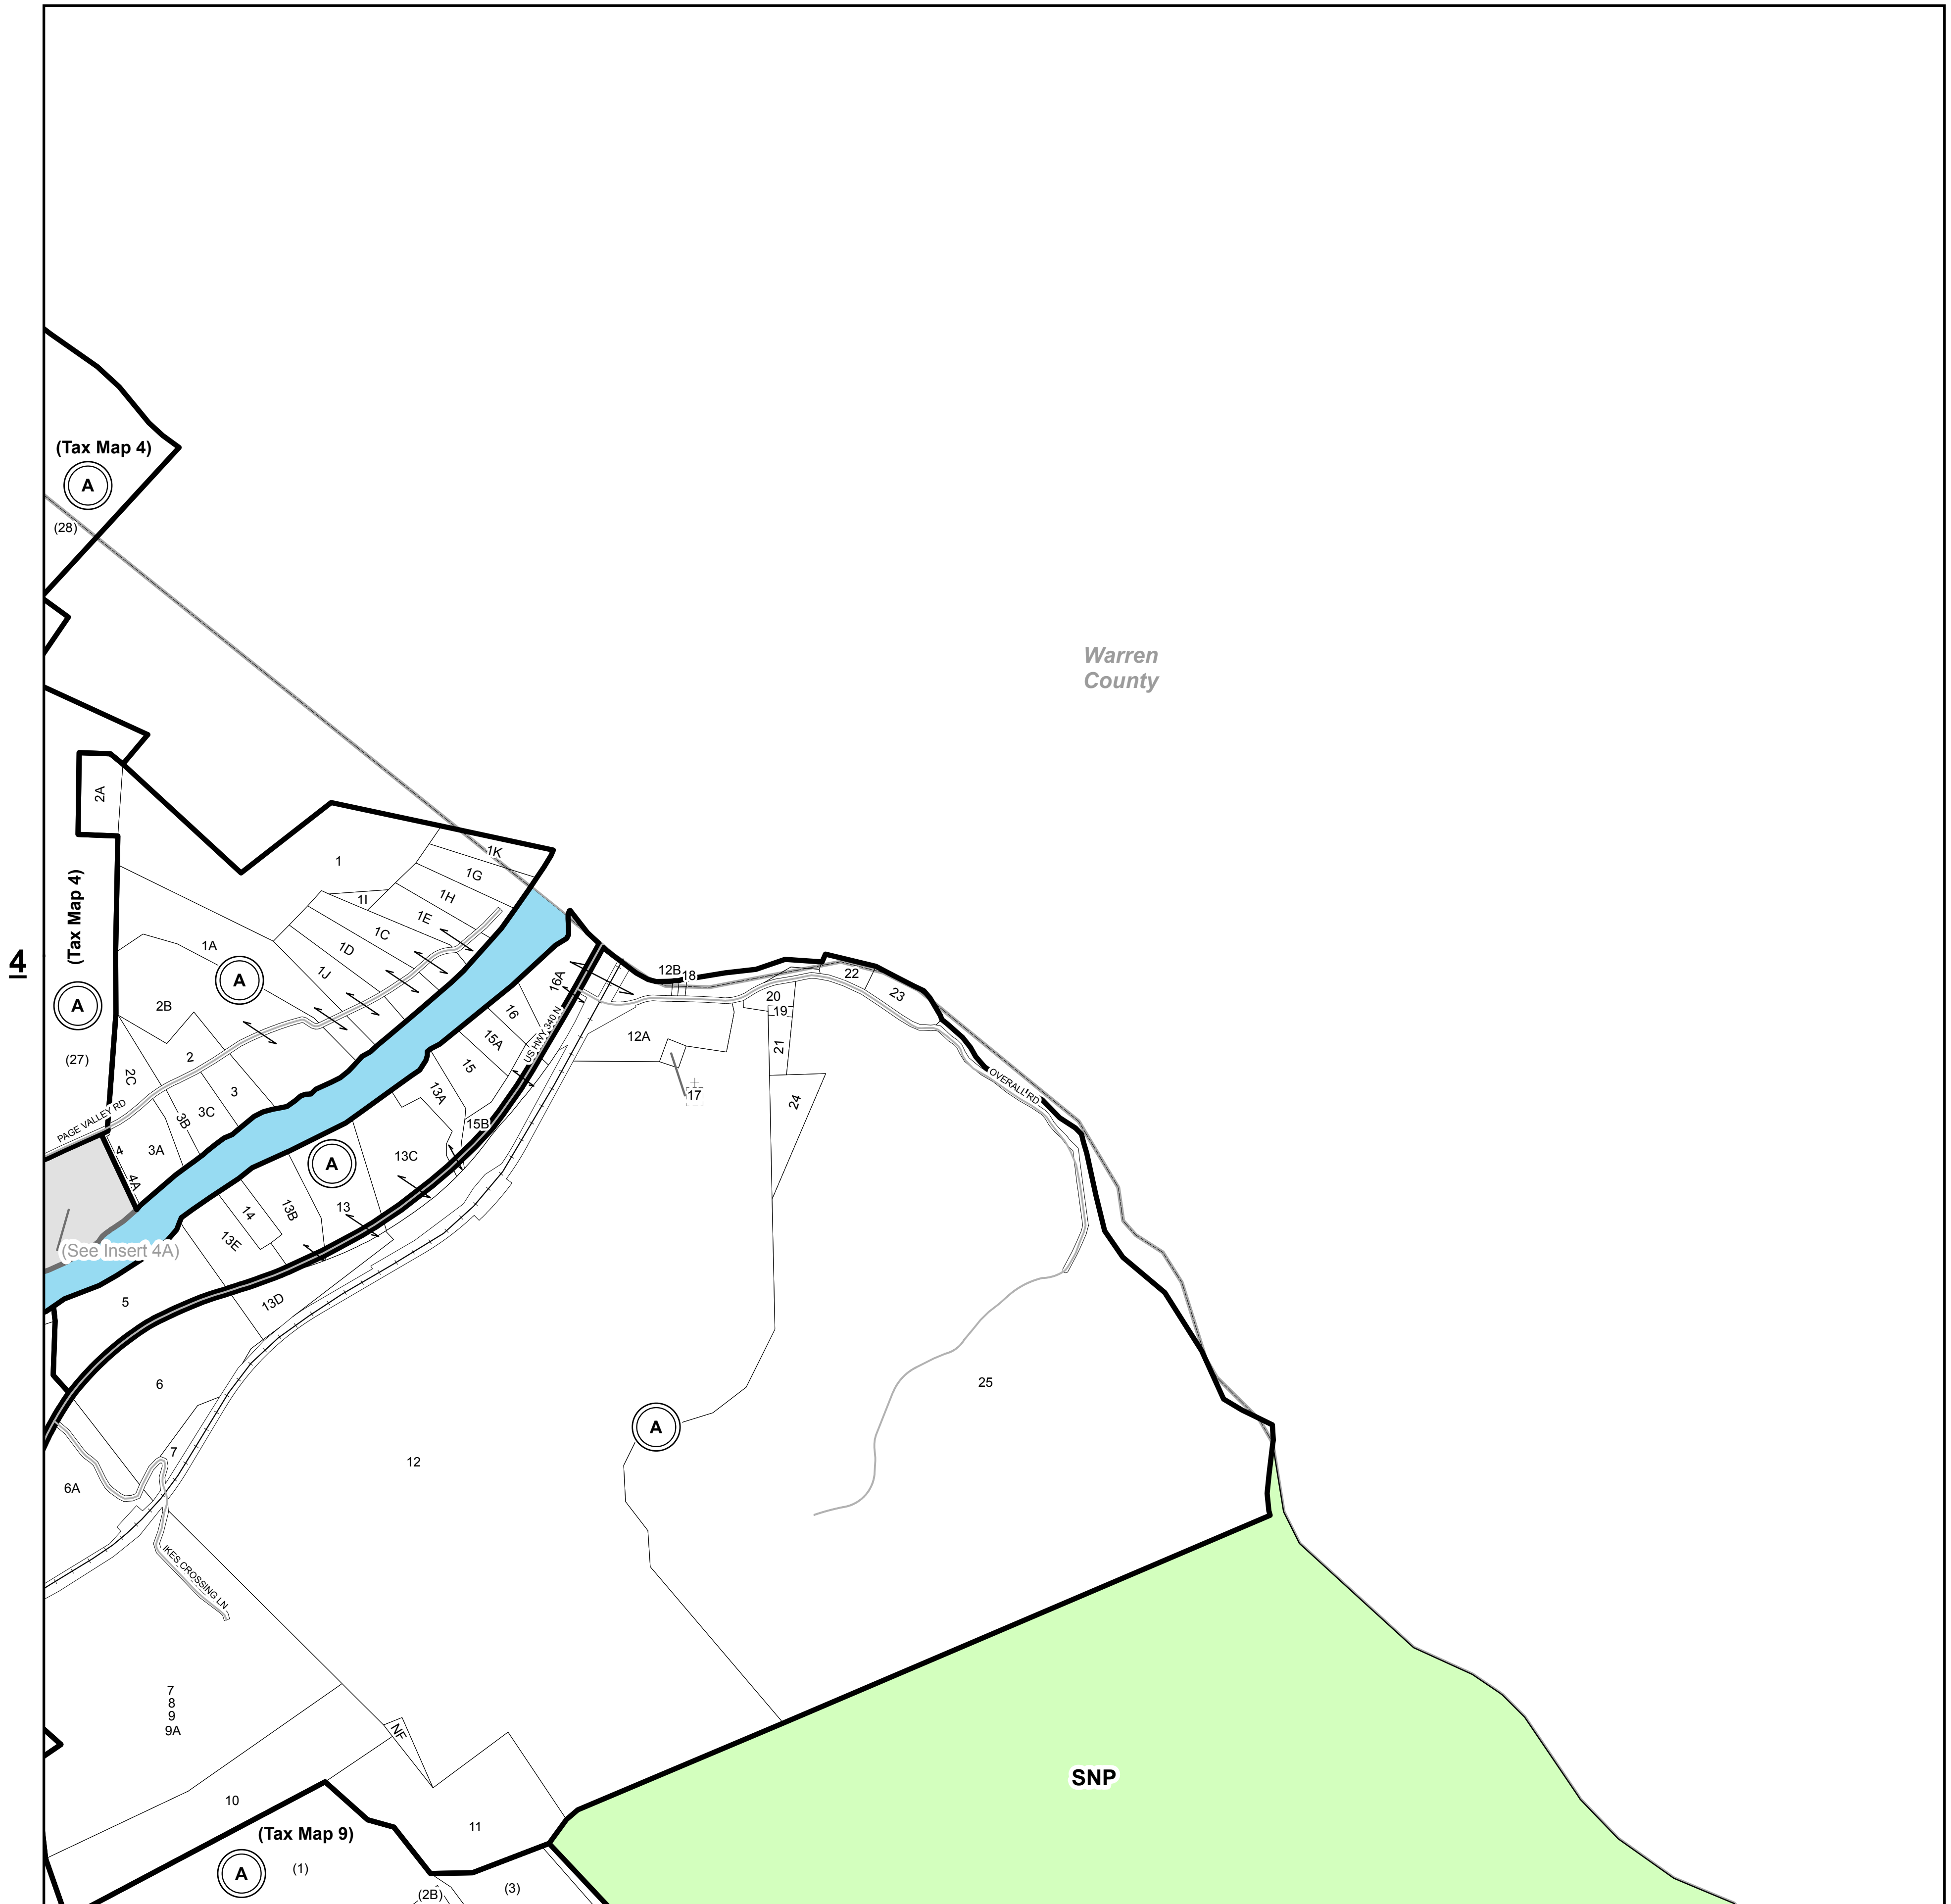 (Tax Map 4)
A
(28)
Warren
County
2A
1
1K
1G
1H
1I
1E
1C
1D
1J
(Tax Map 4)
4
1A
A
A
2B
(27)
2
2C
3
3B
3C
PAGE VALLEY RD
4
3A
4A
16A
16
15A
15
US HWY 340 N
13A
15B
13C
A
13
13B
14
13E
(See Insert 4A)
5
13D
12B
18
22
23
20
19
12A
21
17
24
OVERALL RD
25
6
A
7
12
6A
IKES CROSSING LN
7
8
9
9A
NF
SNP
10
11
(Tax Map 9)
A
(1)
(2B)
(3)